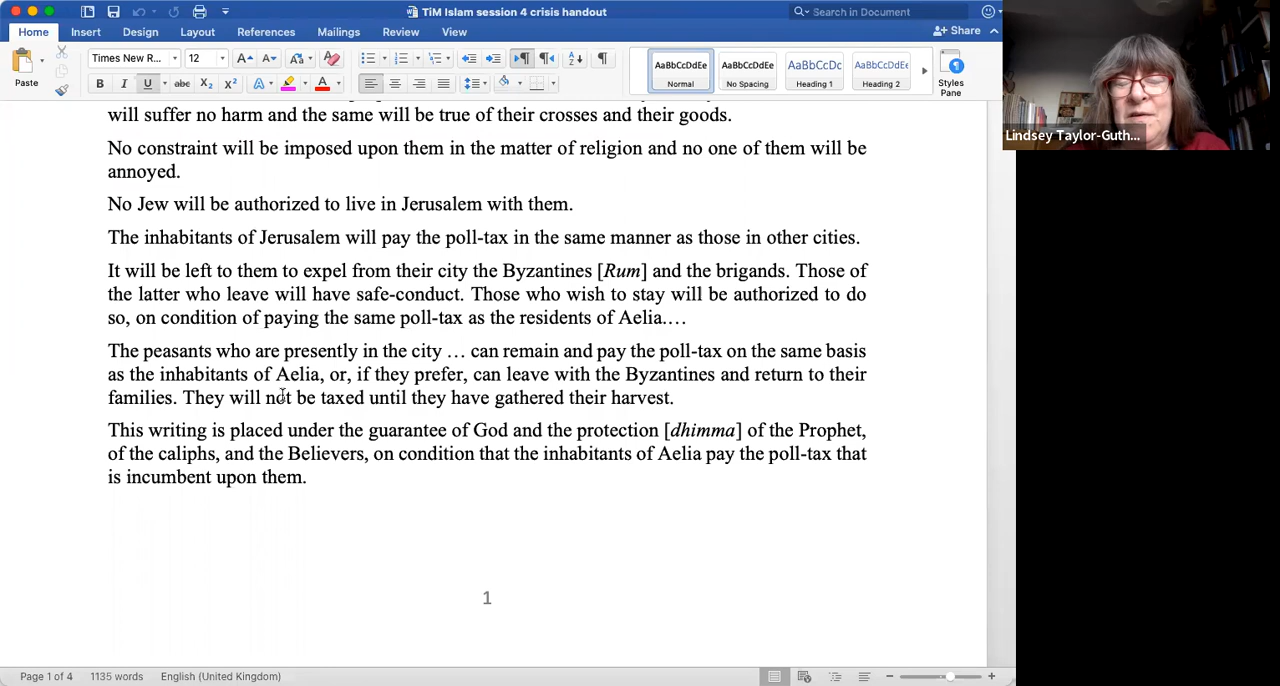 TiM Islam session 4 crisis handout
Search in Document
Home Insert Design Layout References Mailings Review View
Share
Paste
Times New R...
12
AaBbCcDdEe
Normal
AaBbCcDdEe
No Spacing
AaBbCcDc
Heading 1
AaBbCcDdEe
Heading 2
Styles
Pane
will suffer no harm and the same will be true of their crosses and their goods.
No constraint will be imposed upon them in the matter of religion and no one of them will be
annoyed.
No Jew will be authorized to live in Jerusalem with them.
The inhabitants of Jerusalem will pay the poll-tax in the same manner as those in other cities.
It will be left to them to expel from their city the Byzantines [Rum] and the brigands. Those of
the latter who leave will have safe-conduct. Those who wish to stay will be authorized to do
so, on condition of paying the same poll-tax as the residents of Aelia.…
The peasants who are presently in the city … can remain and pay the poll-tax on the same basis
as the inhabitants of Aelia, or, if they prefer, can leave with the Byzantines and return to their
families. They will not be taxed until they have gathered their harvest.
This writing is placed under the guarantee of God and the protection [dhimma] of the Prophet,
of the caliphs, and the Believers, on condition that the inhabitants of Aelia pay the poll-tax that
is incumbent upon them.
1
Page 1 of 4 1135 words English (United Kingdom)
Lindsey Taylor-Guth...